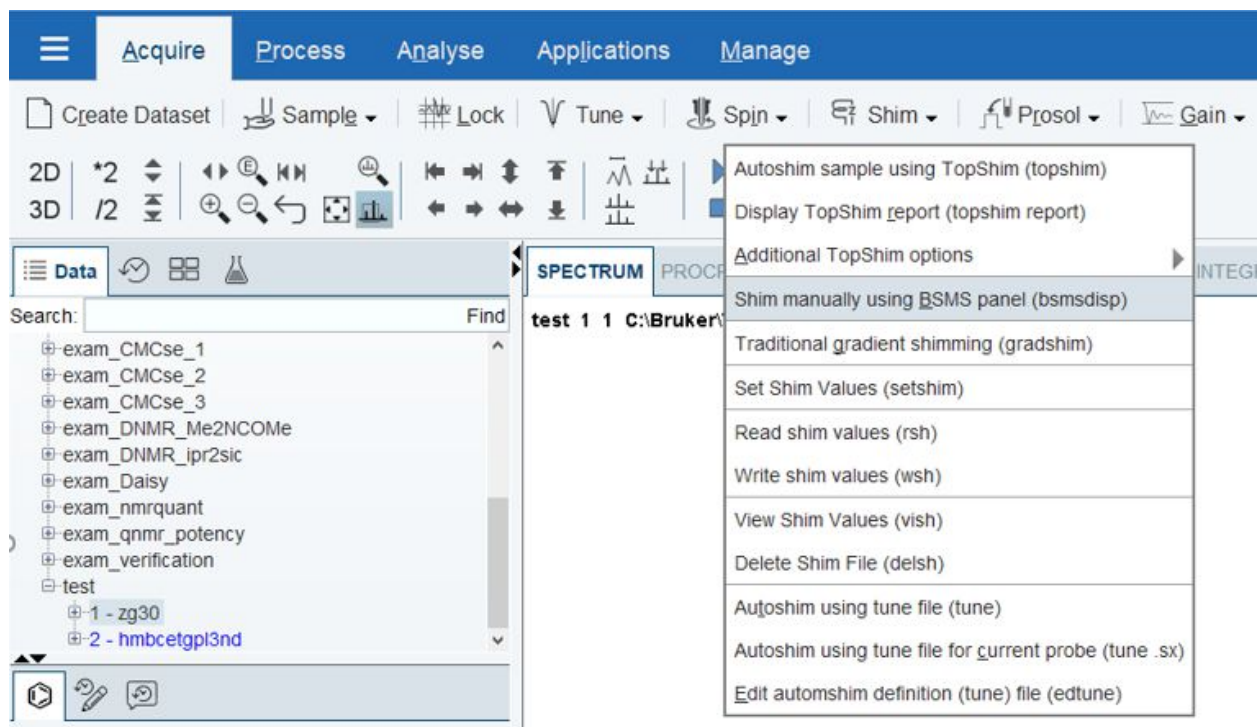 Acquire Process Analyse Applications Manage
Create Dataset Sample Lock Tune Spin Shim Prosol Gain
2D *2
3D /2
Data
SPECTRUM
Search: Find
test 1 1 C:\Bruker\
exam_CMCse_1
exam_CMCse_2
exam_CMCse_3
exam_DNMR_Me2NCOMe
exam_DNMR_ipr2sic
exam_Daisy
exam_nmrquant
exam_qnmr_potency
exam_verification
test
1 - zg30
2 - hmbcetgpl3nd
Autoshim sample using TopShim (topshim)
Display TopShim report (topshim report)
Additional TopShim options
Shim manually using BSMS panel (bsmsdisp)
Traditional gradient shimming (gradshim)
Set Shim Values (setshim)
Read shim values (rsh)
Write shim values (wsh)
View Shim Values (vish)
Delete Shim File (delsh)
Autoshim using tune file (tune)
Autoshim using tune file for current probe (tune .sx)
Edit automshim definition (tune) file (edtune)